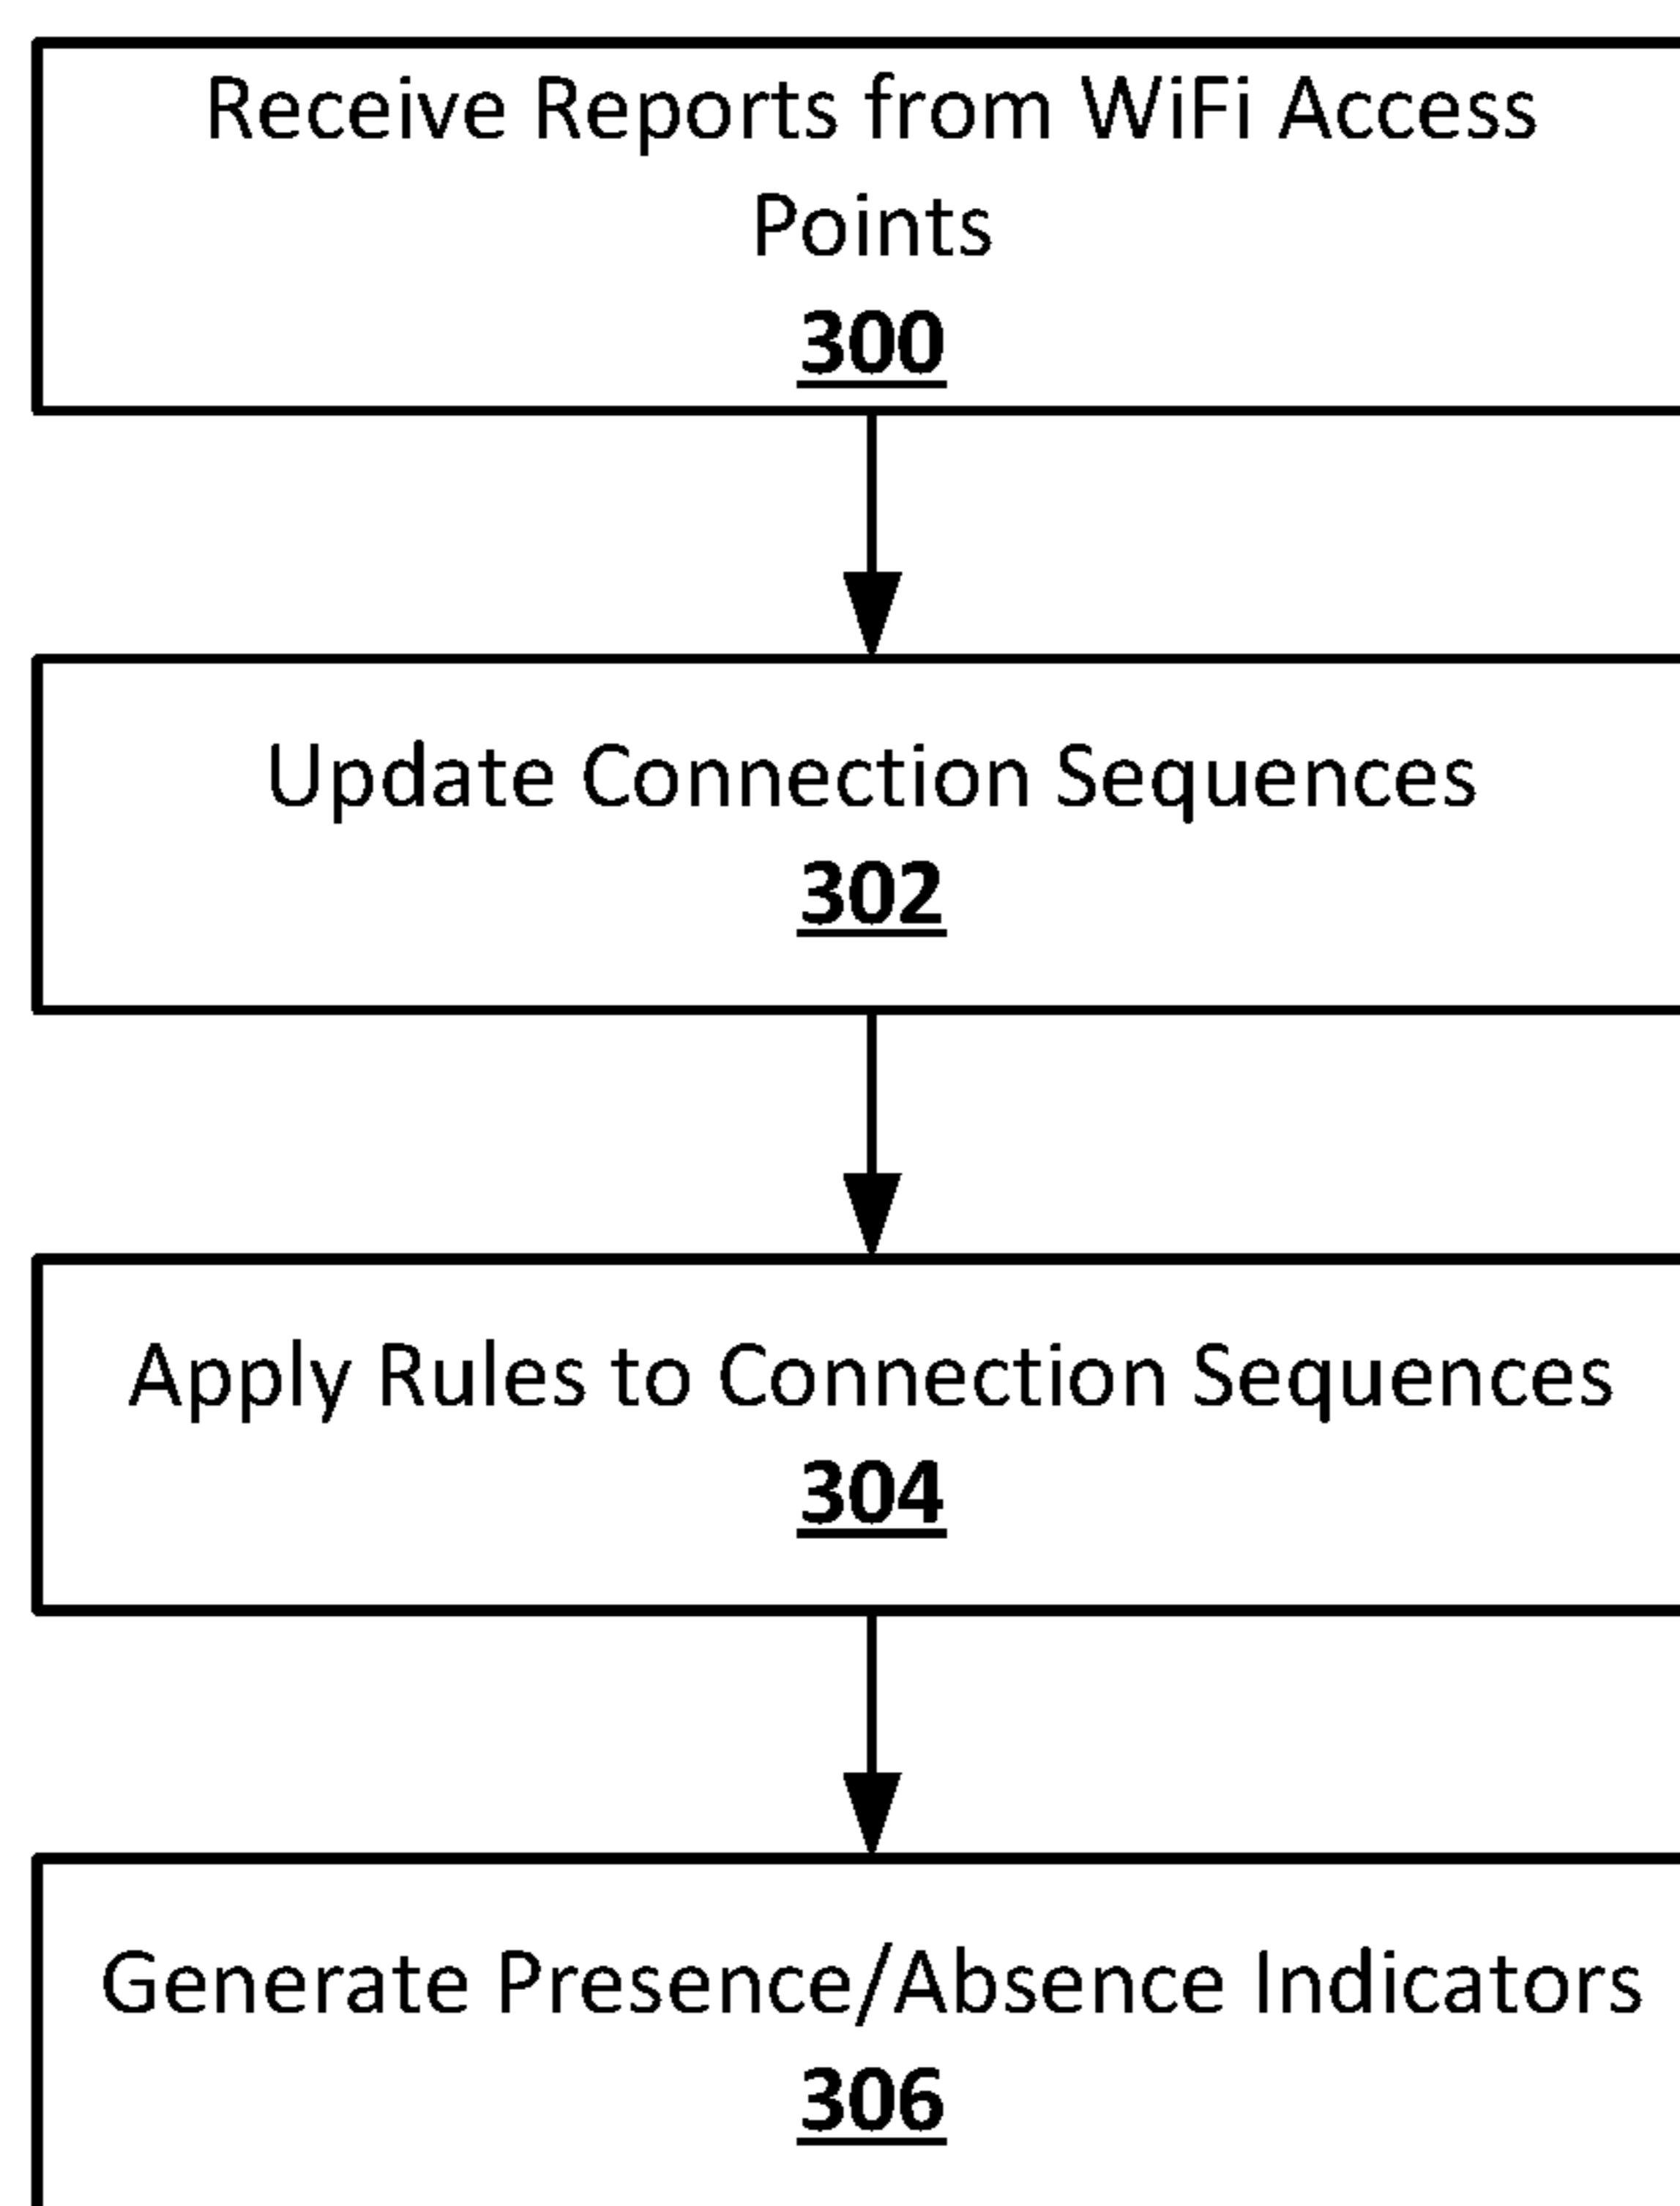 Receive Reports from WiFi Access
Points
300
Update Connection Sequences
302
Apply Rules to Connection Sequences
304
Generate Presence/Absence Indicators
306